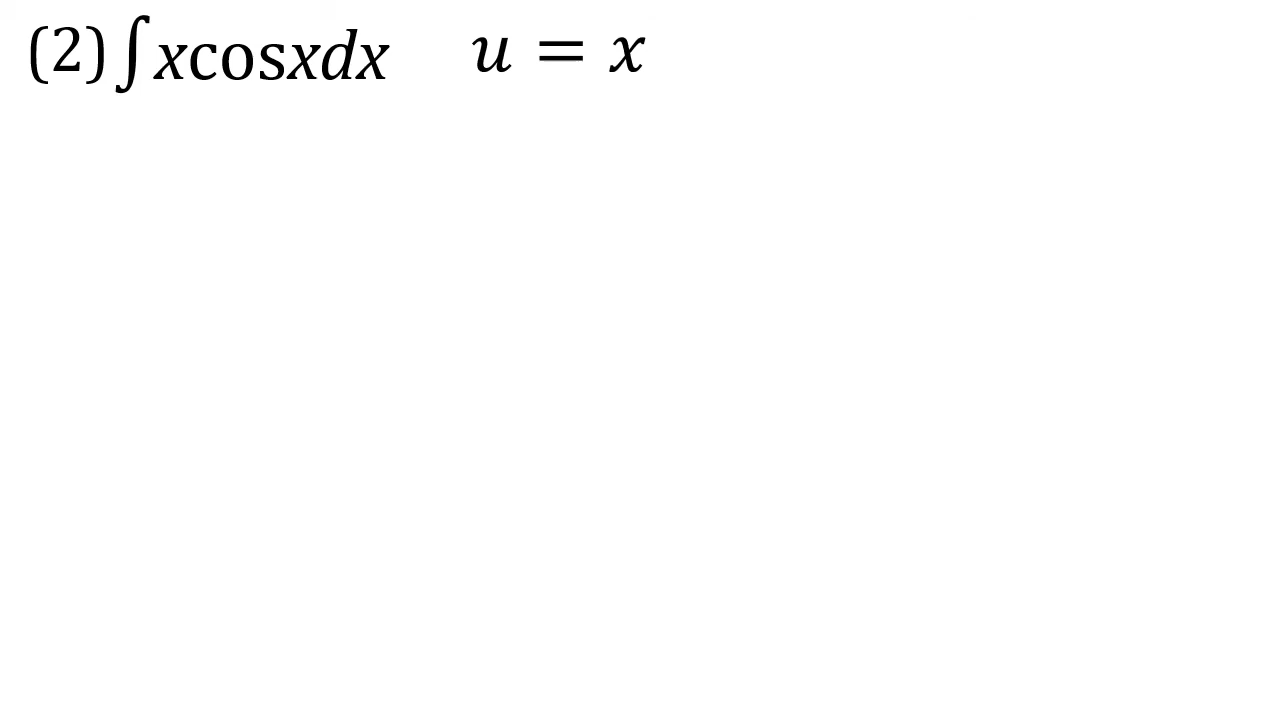 (2) ∫xcosxdx u = x